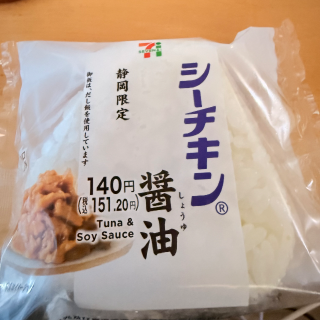 7
ELEVEN
シーチキン®
醤油
しょうゆ
静岡限定
御飯は、だし飯を使用しています
140円
(税込151.20円)
Tuna &
Soy Sauce